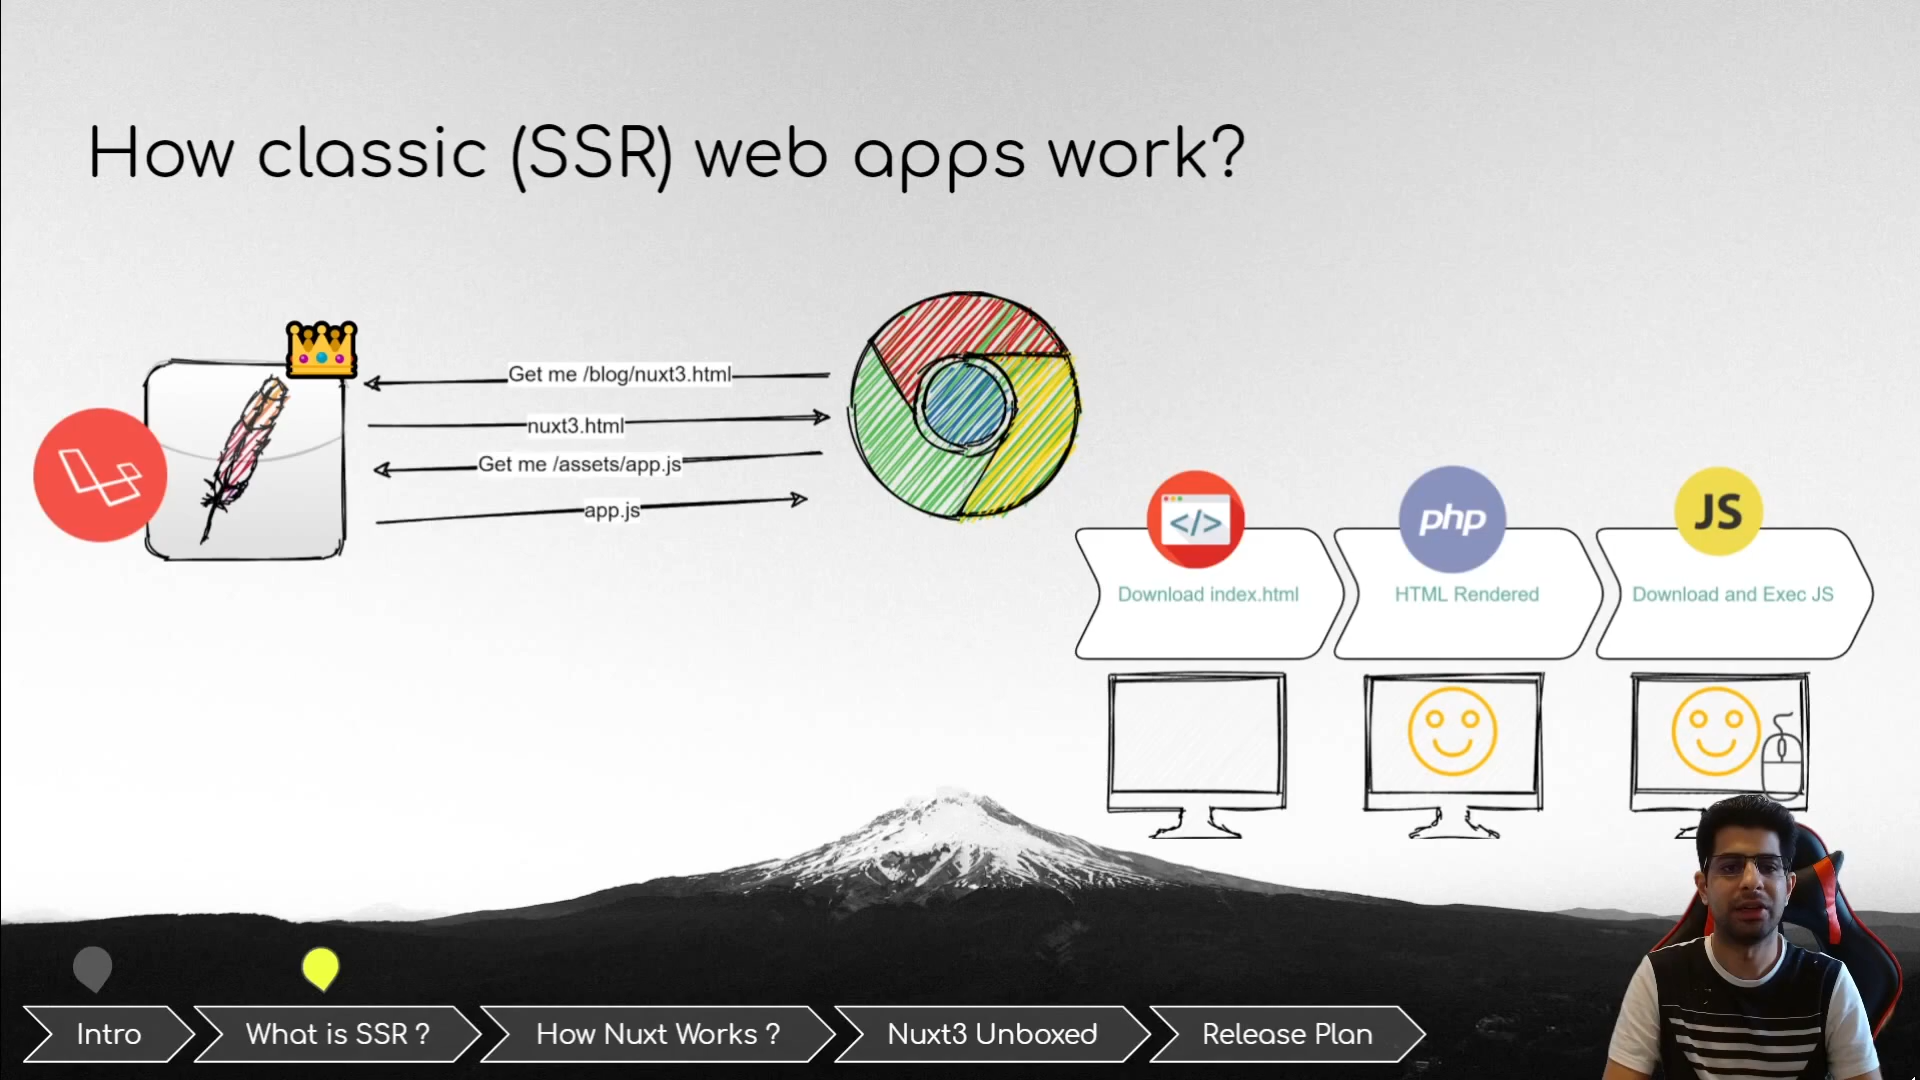 How classic (SSR) web apps work?
Get me /blog/nuxt3.html
nuxt3.html
Get me /assets/app.js
app.js
</>
php
JS
Download index.html
HTML Rendered
Download and Exec JS
Intro
What is SSR ?
How Nuxt Works ?
Nuxt3 Unboxed
Release Plan